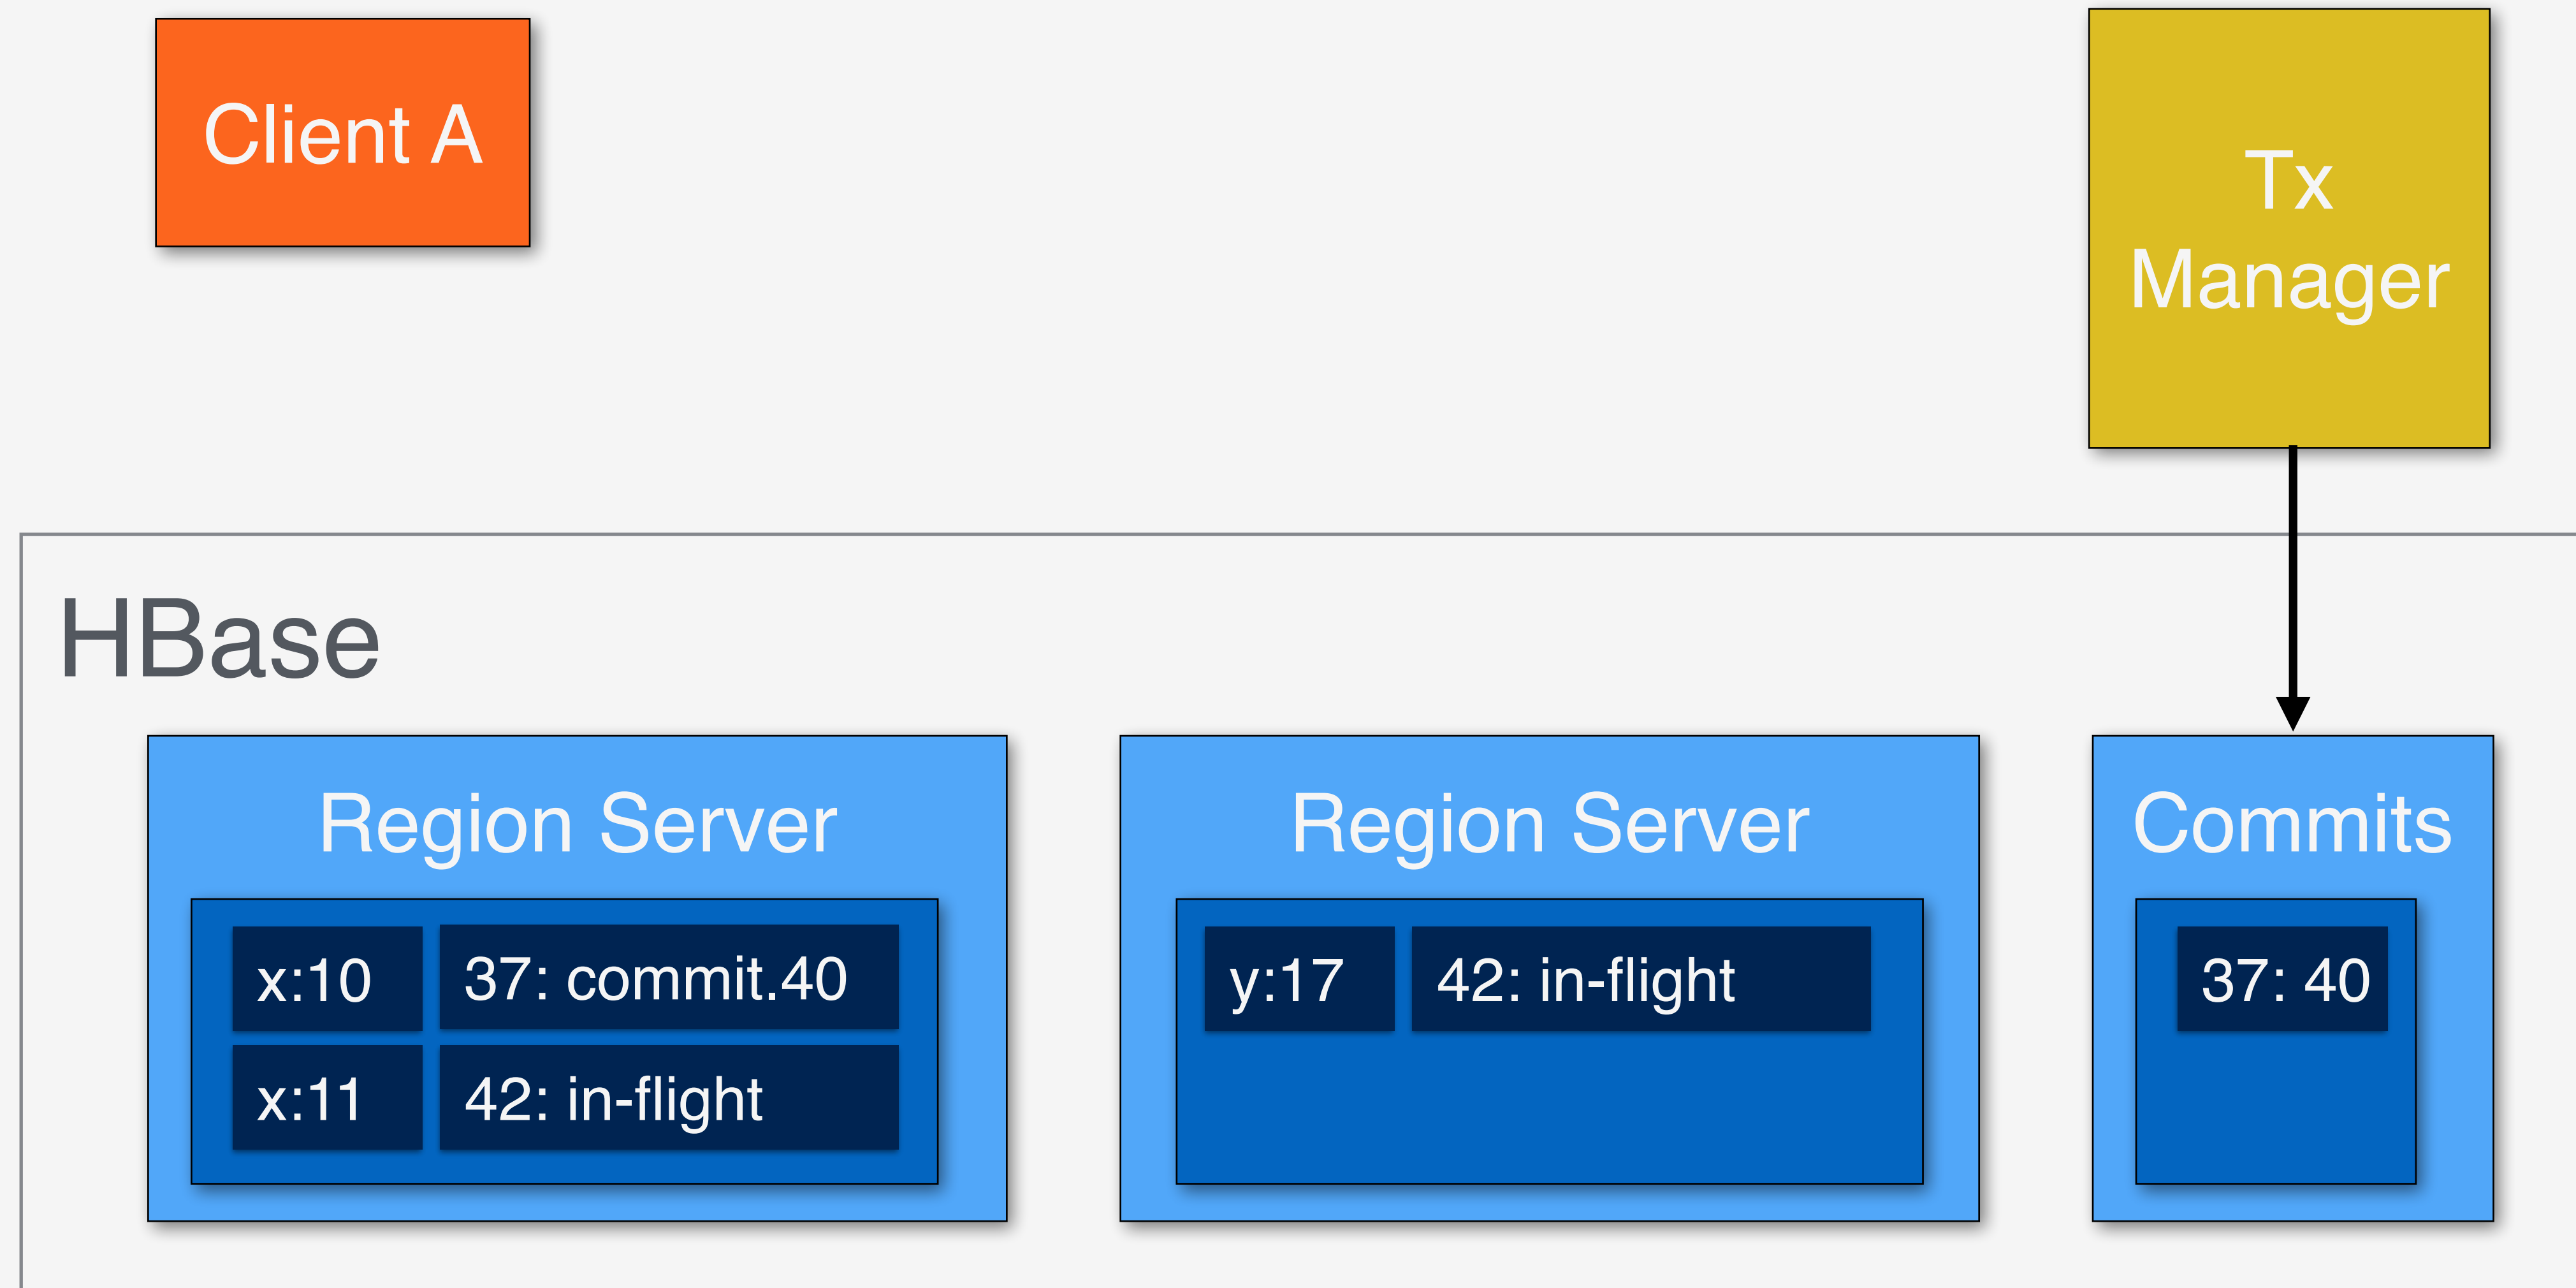 Client A
Tx
Manager
HBase
Region Server
x:10 37: commit.40
x:11 42: in-flight
Region Server
y:17 42: in-flight
Commits
37: 40